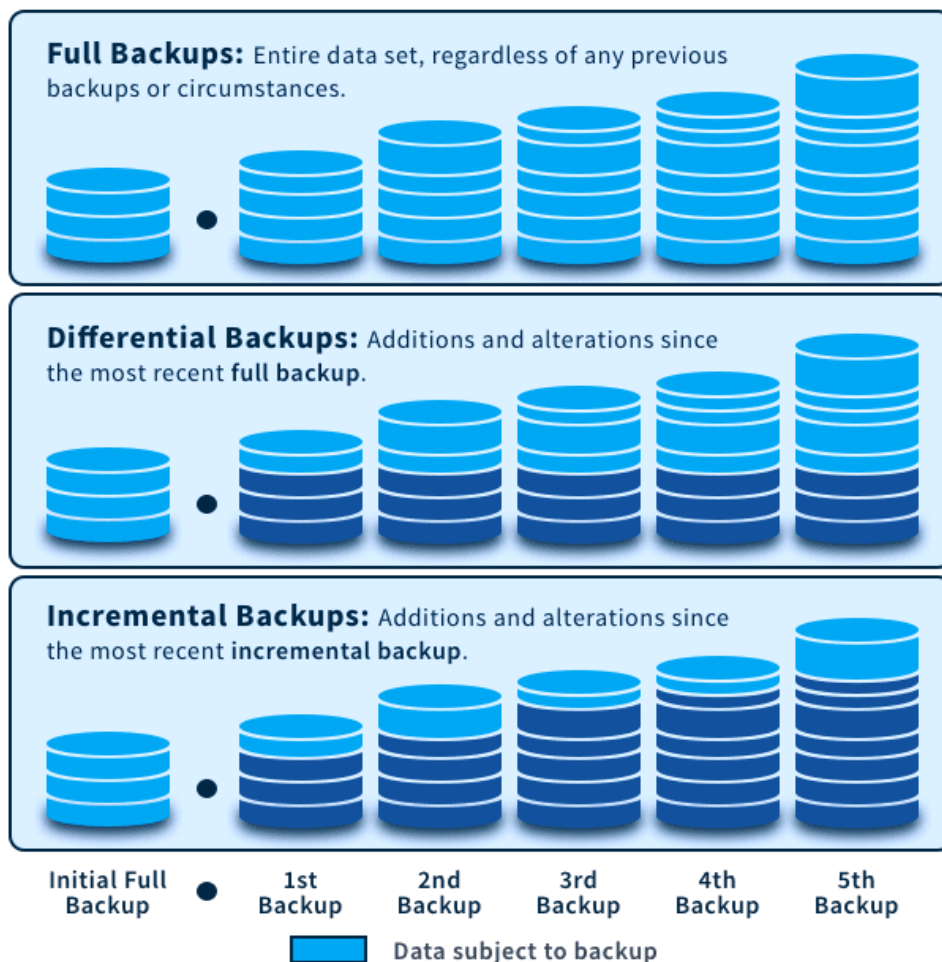 Full Backups: Entire data set, regardless of any previous
backups or circumstances.
Differential Backups: Additions and alterations since
the most recent full backup.
Incremental Backups: Additions and alterations since
the most recent incremental backup.
Initial Full
Backup
1st
Backup
2nd
Backup
3rd
Backup
4th
Backup
5th
Backup
Data subject to backup